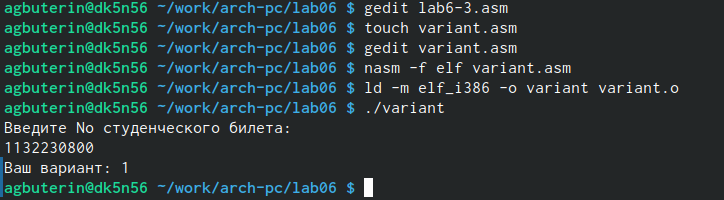 agbuterin@dk5n56 ~/work/arch-pc/lab06 $ gedit lab6-3.asm
agbuterin@dk5n56 ~/work/arch-pc/lab06 $ touch variant.asm
agbuterin@dk5n56 ~/work/arch-pc/lab06 $ gedit variant.asm
agbuterin@dk5n56 ~/work/arch-pc/lab06 $ nasm -f elf variant.asm
agbuterin@dk5n56 ~/work/arch-pc/lab06 $ ld -m elf_i386 -o variant variant.o
agbuterin@dk5n56 ~/work/arch-pc/lab06 $ ./variant
Введите No студенческого билета:
1132230800
Ваш вариант: 1
agbuterin@dk5n56 ~/work/arch-pc/lab06 $